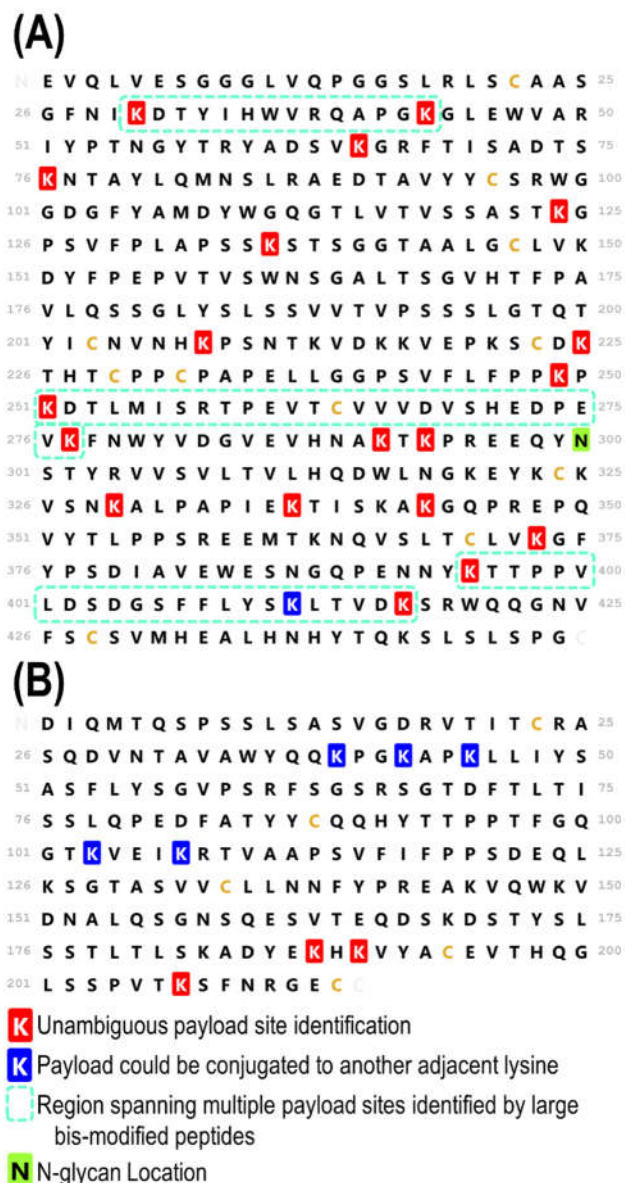 (A)
N E V Q L V E S G G G L V Q P G G S L R L S C A A S 25
26 G F N I K D T Y I H W V R Q A P G K G L E W V A R 50
51 I Y P T N G Y T R Y A D S V K G R F T I S A D T S 75
76 K N T A Y L Q M N S L R A E D T A V Y Y C S R W G 100
101 G D G F Y A M D Y W G Q G T L V T V S S A S T K G 125
126 P S V F P L A P S S K S T S G G T A A L G C L V K 150
151 D Y F P E P V T V S W N S G A L T S G V H T F P A 175
176 V L Q S S G L Y S L S S V V T V P S S S L G T Q T 200
201 Y I C N V N H K P S N T K V D K K V E P K S C D K 225
226 T H T C P P C P A P E L L G G P S V F L F P P K P 250
251 K D T L M I S R T P E V T C V V V D V S H E D P E 275
276 V K F N W Y V D G V E V H N A K T K P R E E Q Y N 300
301 S T Y R V V S V L T V L H Q D W L N G K E Y K C K 325
326 V S N K A L P A P I E K T I S K A K G Q P R E P Q 350
351 V Y T L P P S R E E M T K N Q V S L T C L V K G F 375
376 Y P S D I A V E W E S N G Q P E N N Y K T T P P V 400
401 L D S D G S F F L Y S K L T V D K S R W Q Q G N V 425
426 F S C S V M H E A L H N H Y T Q K S L S L S P G C
(B)
N D I Q M T Q S P S S L S A S V G D R V T I T C R A 25
26 S Q D V N T A V A W Y Q Q K P G K A P K L L I Y S 50
51 A S F L Y S G V P S R F S G S R S G T D F T L T I 75
76 S S L Q P E D F A T Y Y C Q Q H Y T T P P T F G Q 100
101 G T K V E I K R T V A A P S V F I F P P S D E Q L 125
126 K S G T A S V V C L L N N F Y P R E A K V Q W K V 150
151 D N A L Q S G N S Q E S V T E Q D S K D S T Y S L 175
176 S S T L T L S K A D Y E K H K V Y A C E V T H Q G 200
201 L S S P V T K S F N R G E C C
K Unambiguous payload site identification
K Payload could be conjugated to another adjacent lysine
Region spanning multiple payload sites identified by large
bis-modified peptides
N N-glycan Location